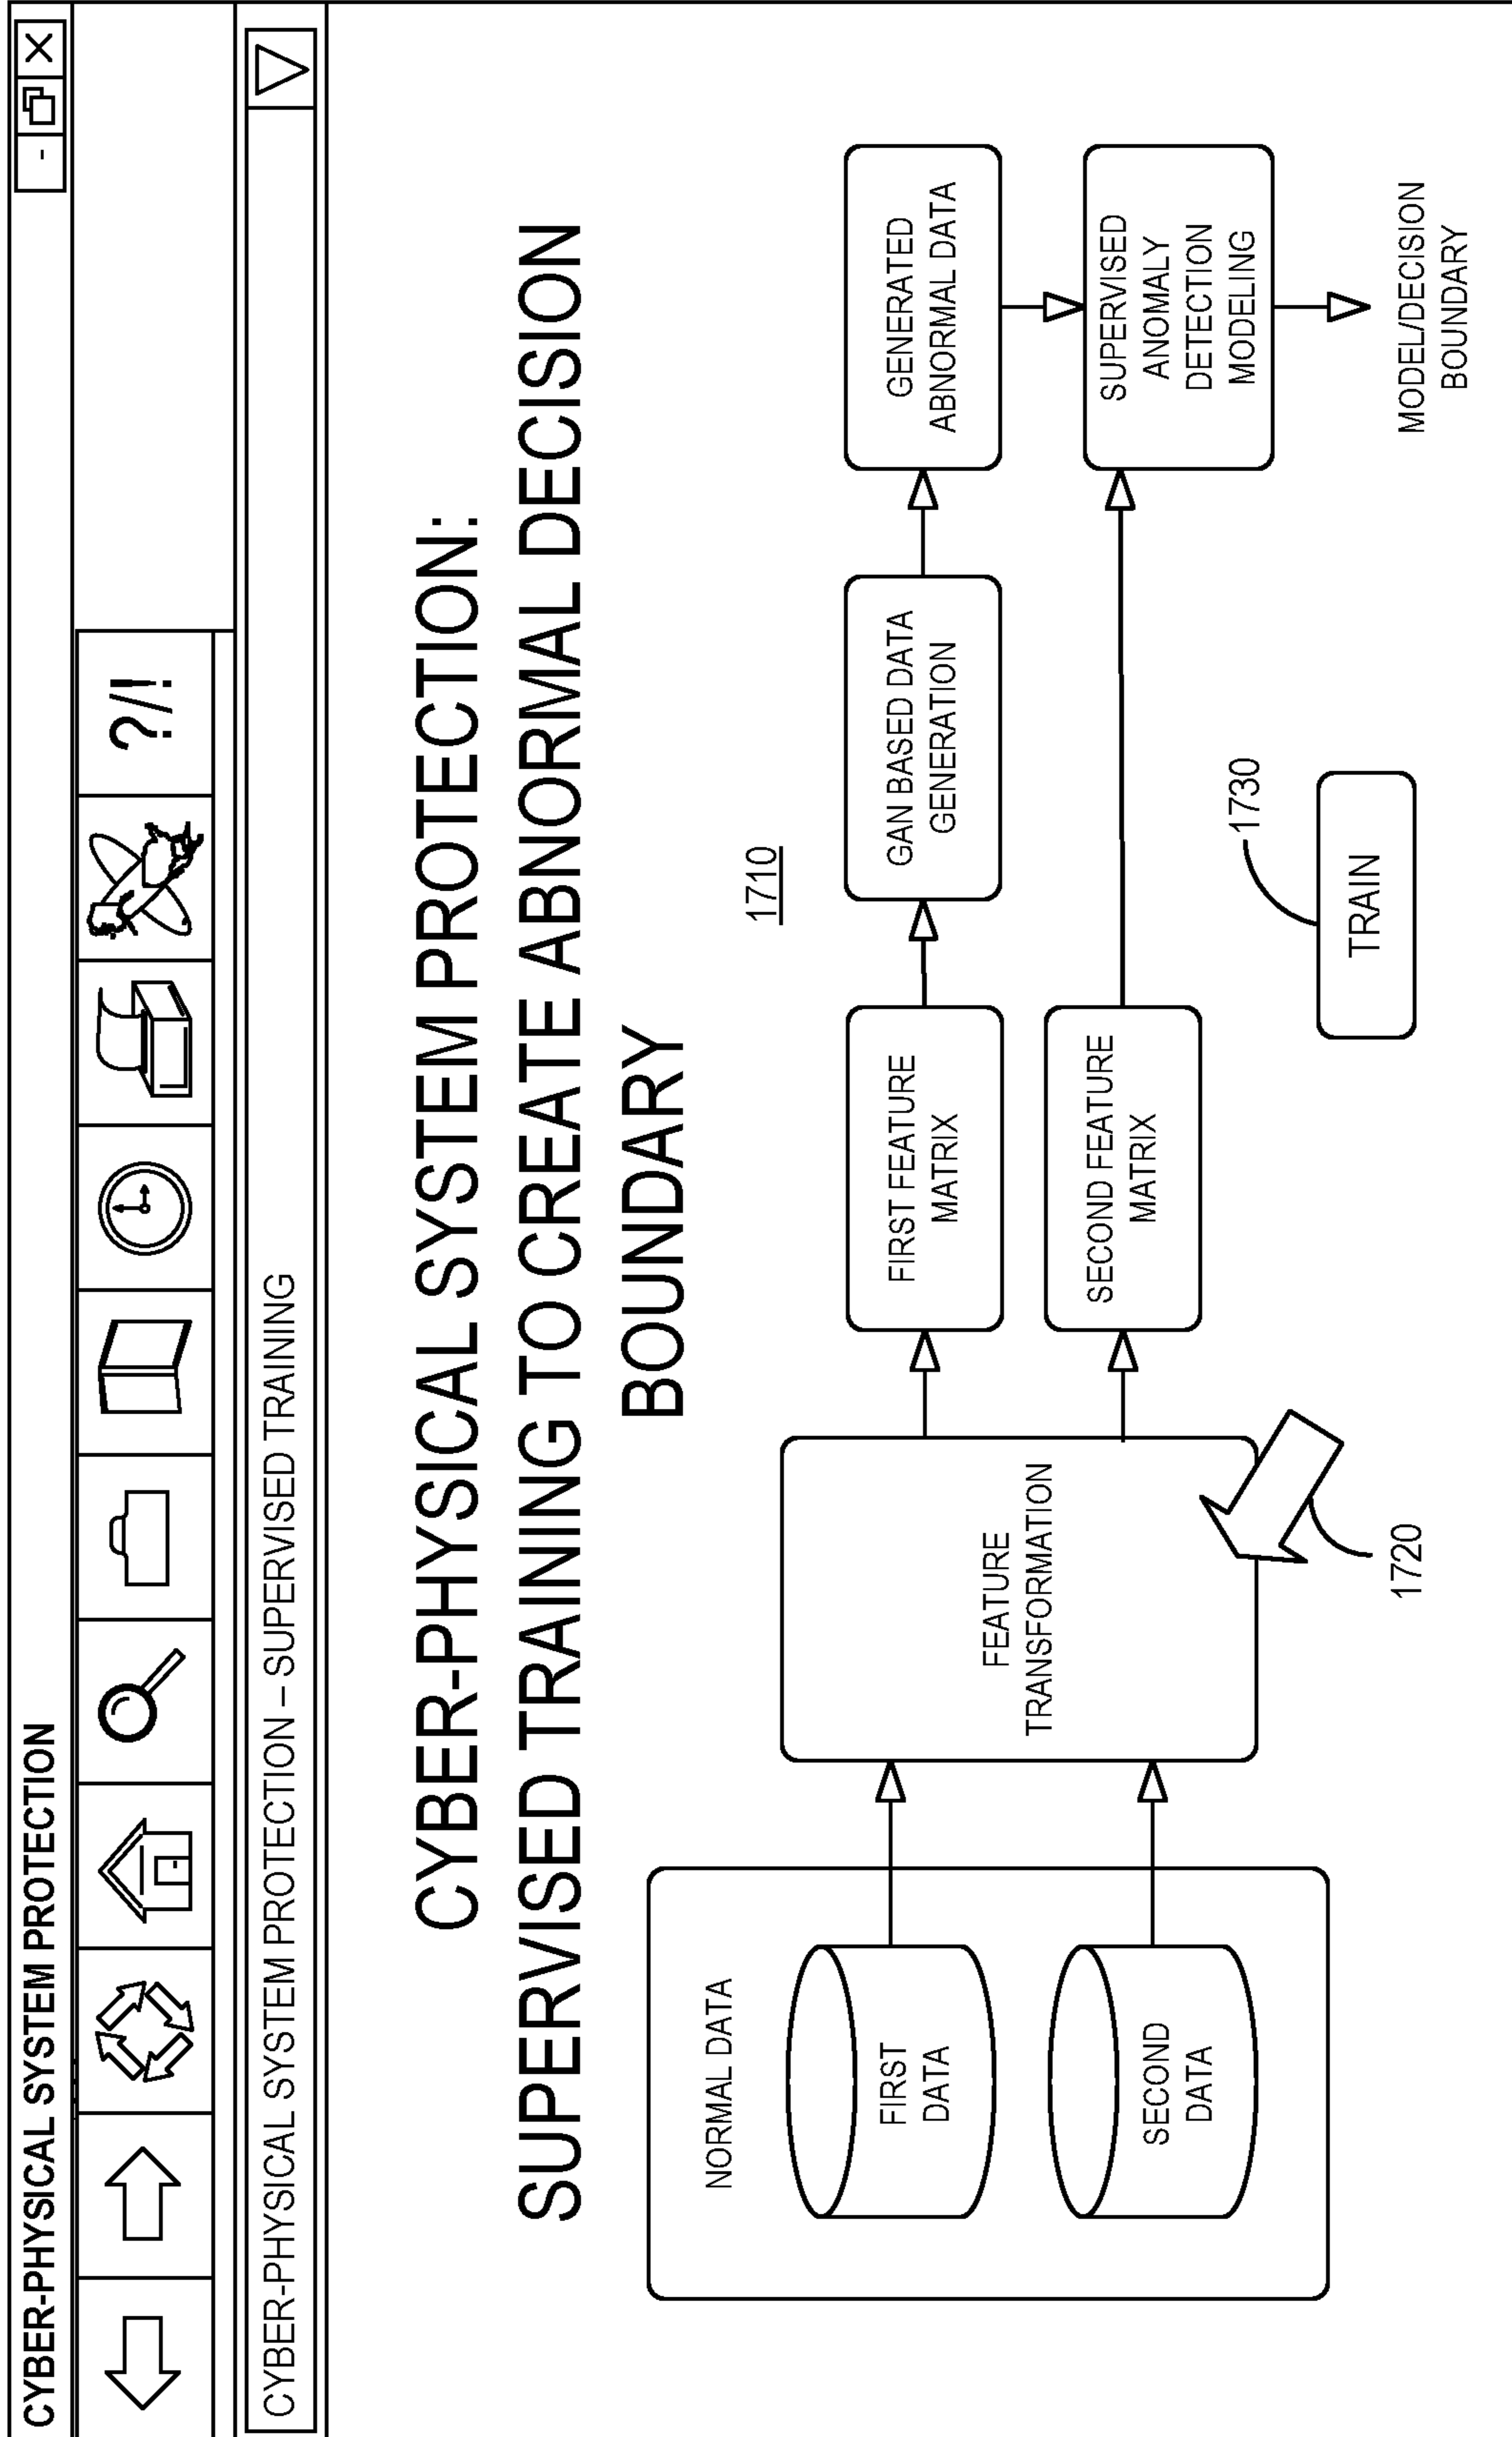 CYBER-PHYSICAL SYSTEM PROTECTION
-
X
?/!
CYBER-PHYSICAL SYSTEM PROTECTION – SUPERVISED TRAINING
CYBER-PHYSICAL SYSTEM PROTECTION:
SUPERVISED TRAINING TO CREATE ABNORMAL DECISION
BOUNDARY
1710
NORMAL DATA
FIRST
DATA
SECOND
DATA
FEATURE
TRANSFORMATION
FIRST FEATURE
MATRIX
SECOND FEATURE
MATRIX
GAN BASED DATA
GENERATION
GENERATED
ABNORMAL DATA
SUPERVISED
ANOMALY
DETECTION
MODELING
MODEL/DECISION
BOUNDARY
1720
TRAIN
1730